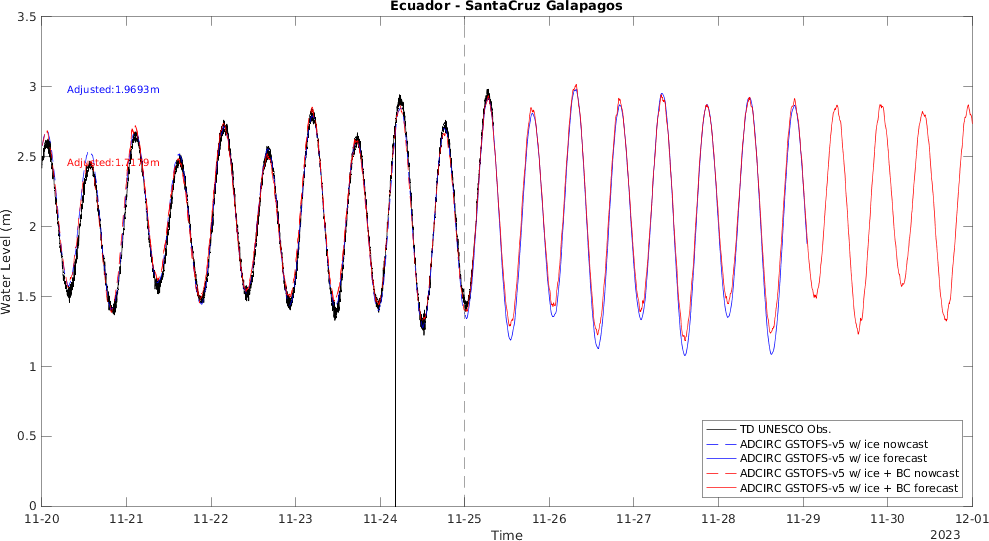 Ecuador - SantaCruz Galapagos
3.5
3
2.5
2
1.5
1
0.5
0
Water Level (m)
Adjusted:1.9693m
Adjusted:1.7179m
TD UNESCO Obs.
ADCIRC GSTOFS-v5 w/ ice nowcast
ADCIRC GSTOFS-v5 w/ ice forecast
ADCIRC GSTOFS-v5 w/ ice + BC nowcast
ADCIRC GSTOFS-v5 w/ ice + BC forecast
11-20 11-21 11-22 11-23 11-24 11-25 11-26 11-27 11-28 11-29 11-30 12-01
Time
2023